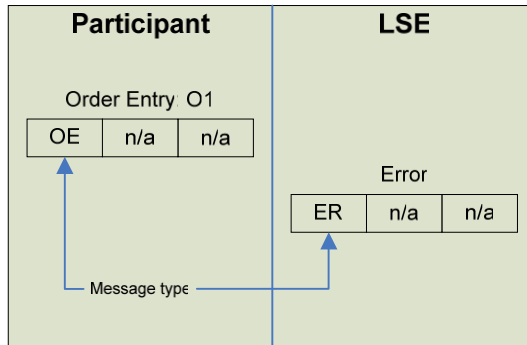 Participant
LSE
Order Entry: O1
OE n/a n/a
Error
ER n/a n/a
Message type